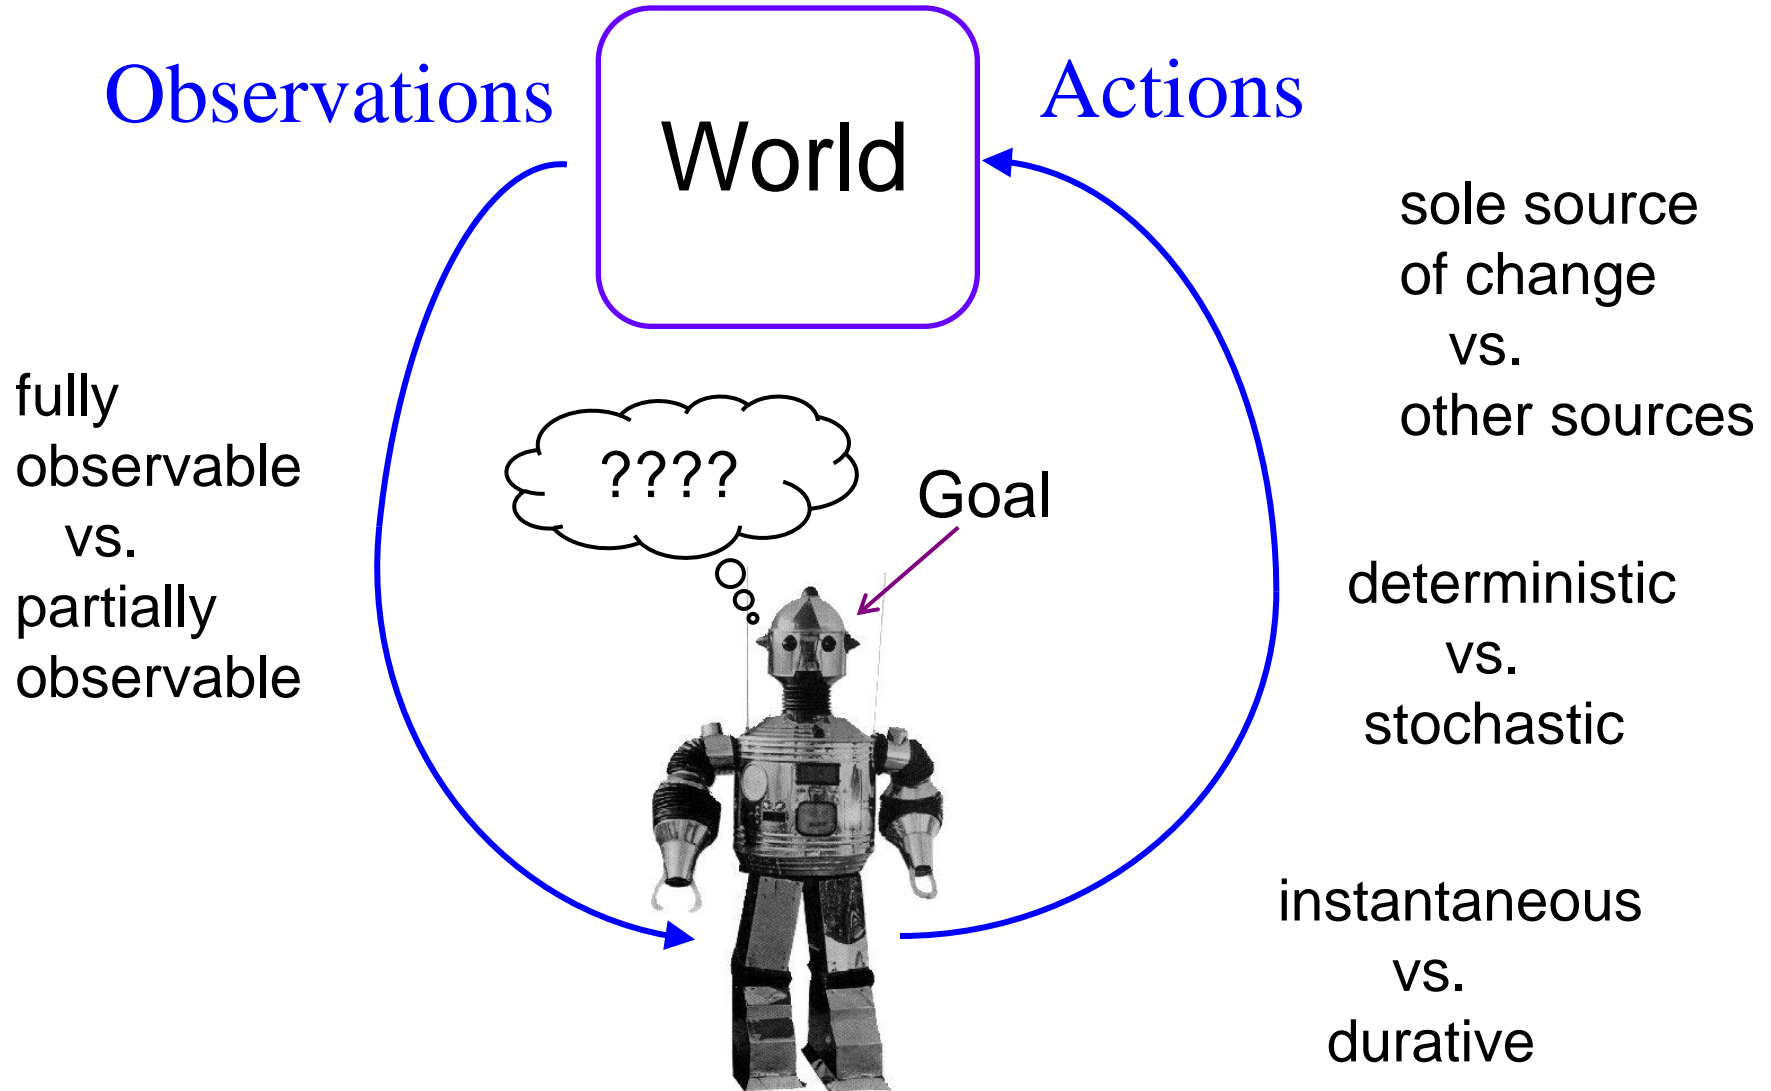 Observations
World
Actions
fully
observable
vs.
partially
observable
????
Goal
sole source
of change
vs.
other sources
deterministic
vs.
stochastic
instantaneous
vs.
durative